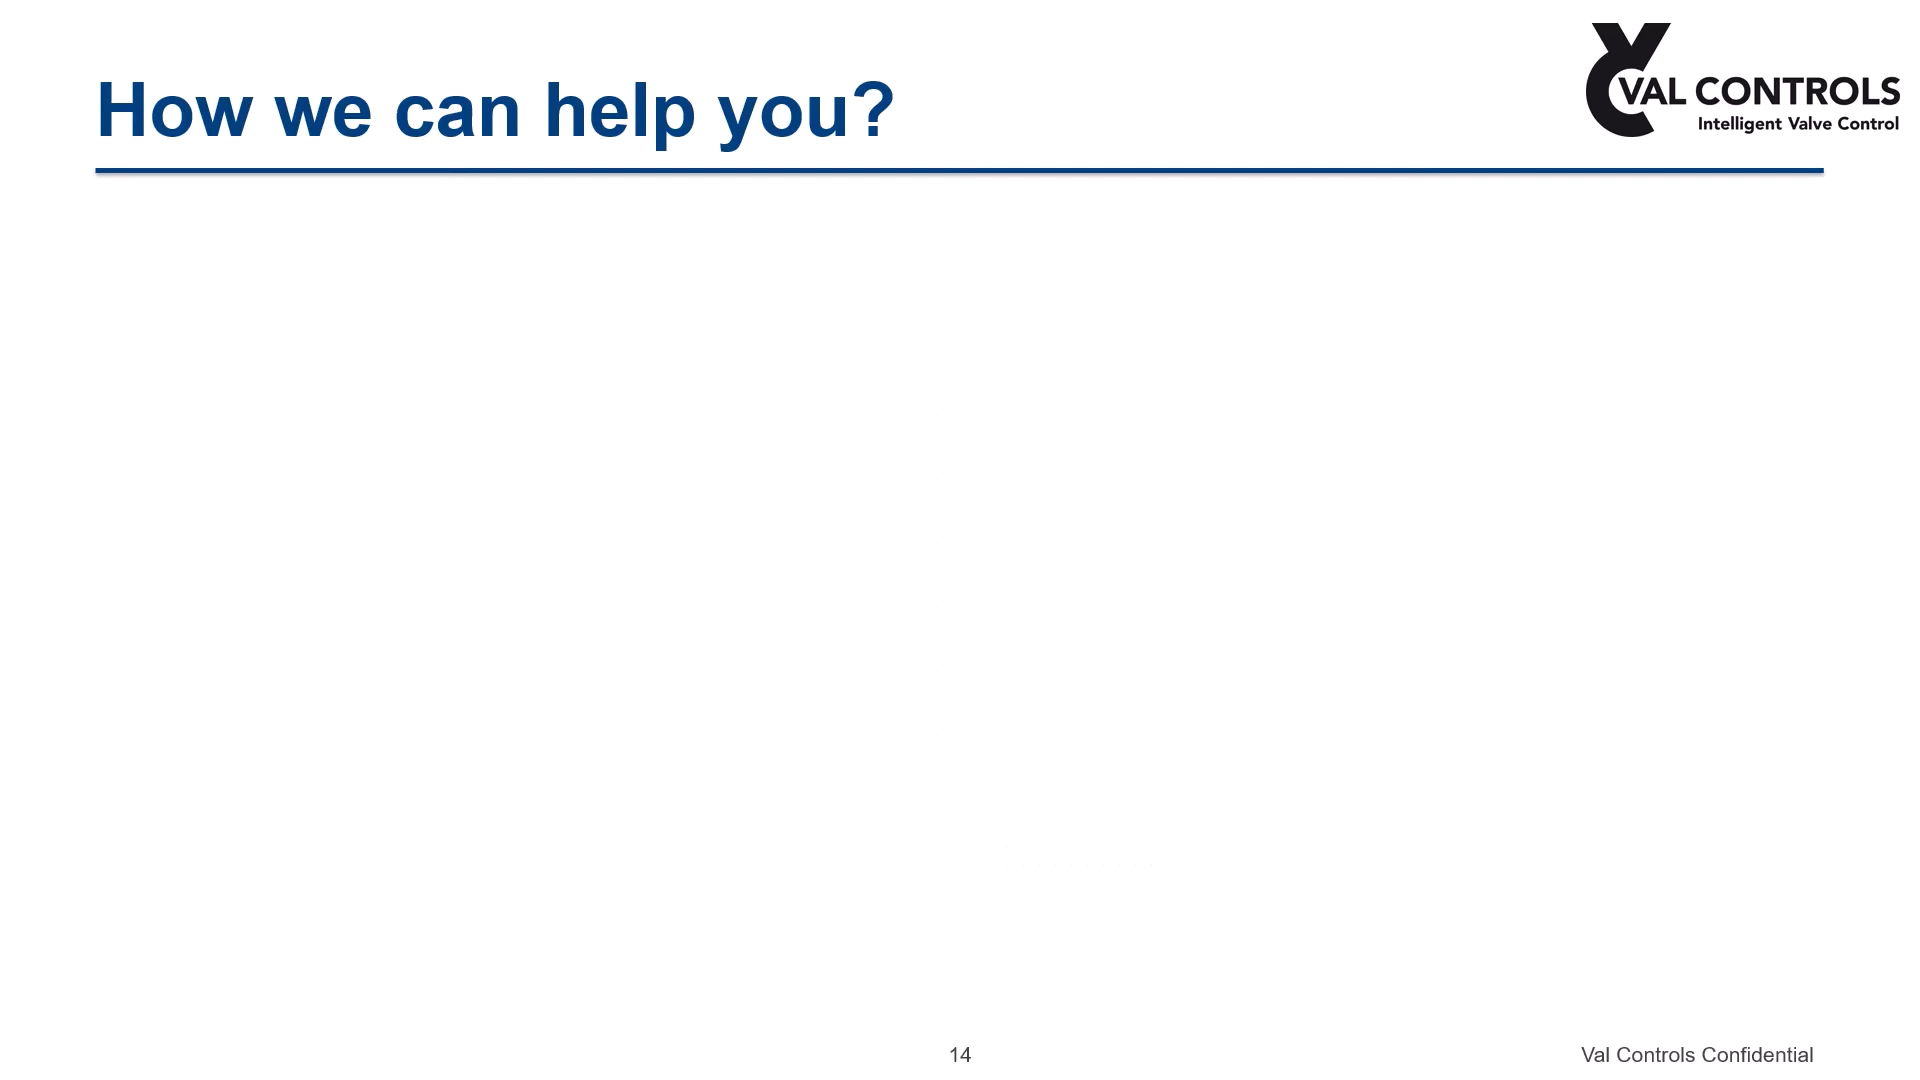 How we can help you?
VAL CONTROLS
Intelligent Valve Control
14
Val Controls Confidential